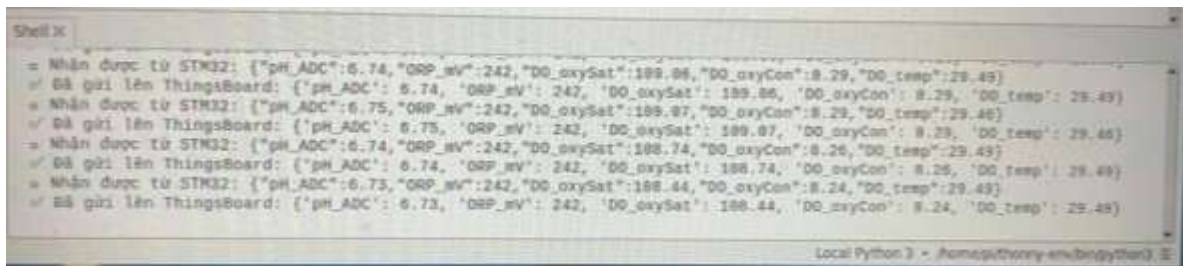 Shell ×
Nhận được từ STM32: {"pH_ADC":6.74,"ORP_mV":242,"DO_oxySat":109.06,"DO_oxyCon":8.29,"DO_temp":29.49}
✓ Đã gửi lên ThingsBoard: {'pH_ADC': 6.74, 'ORP_mV': 242, 'DO_oxySat': 109.06, 'DO_oxyCon': 8.29, 'DO_temp': 29.49}
Nhận được từ STM32: {"pH_ADC":6.75,"ORP_mV":242,"DO_oxySat":109.07,"DO_oxyCon":8.29,"DO_temp":29.46}
✓ Đã gửi lên ThingsBoard: {'pH_ADC': 6.75, 'ORP_mV': 242, 'DO_oxySat': 109.07, 'DO_oxyCon': 8.29, 'DO_temp': 29.46}
Nhận được từ STM32: {"pH_ADC":6.74,"ORP_mV":242,"DO_oxySat":108.74,"DO_oxyCon":8.26,"DO_temp":29.49}
✓ Đã gửi lên ThingsBoard: {'pH_ADC': 6.74, 'ORP_mV': 242, 'DO_oxySat': 108.74, 'DO_oxyCon': 8.26, 'DO_temp': 29.49}
Nhận được từ STM32: {"pH_ADC":6.73,"ORP_mV":242,"DO_oxySat":108.44,"DO_oxyCon":8.24,"DO_temp":29.49}
✓ Đã gửi lên ThingsBoard: {'pH_ADC': 6.73, 'ORP_mV': 242, 'DO_oxySat': 108.44, 'DO_oxyCon': 8.24, 'DO_temp': 29.49}
Local Python 3 •